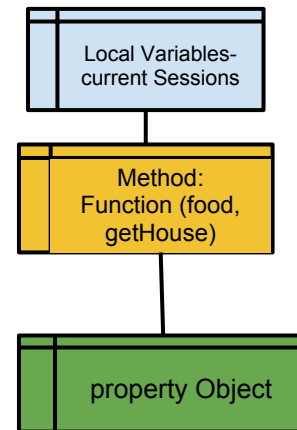 Local Variables-
current Sessions
Method:
Function (food,
getHouse)
property Object